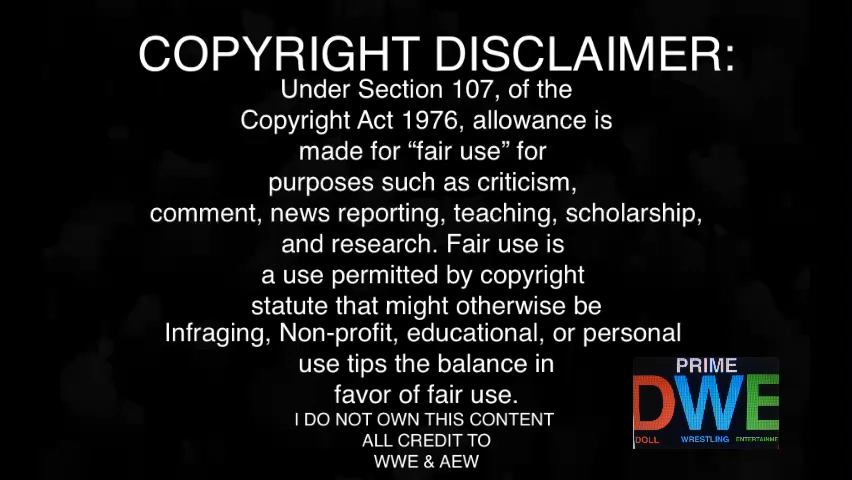 COPYRIGHT DISCLAIMER:
Under Section 107, of the
Copyright Act 1976, allowance is
made for “fair use” for
purposes such as criticism,
comment, news reporting, teaching, scholarship,
and research. Fair use is
a use permitted by copyright
statute that might otherwise be
Infraging, Non-profit, educational, or personal
use tips the balance in
favor of fair use.
I DO NOT OWN THIS CONTENT
ALL CREDIT TO
WWE & AEW
PRIME
DWE
DOLL WRESTLING ENTERTAINME